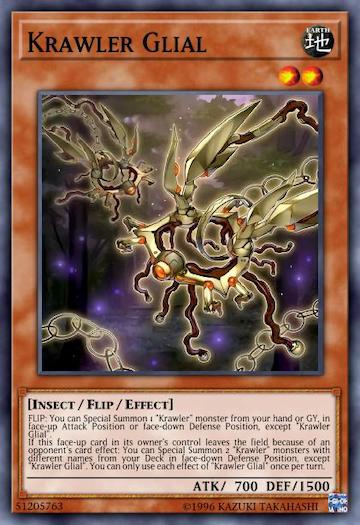 Krawler Glial
EARTH
地
[Insect / Flip / Effect]
FLIP: You can Special Summon 1 "Krawler" monster from your hand or GY, in
face-up Attack Position or face-down Defense Position, except "Krawler
Glial".
If this face-up card in its owner's control leaves the field because of an
opponent's card effect: You can Special Summon 2 "Krawler" monsters with
different names from your Deck in face-down Defense Position, except
"Krawler Glial". You can only use each effect of "Krawler Glial" once per turn.
ATK/ 700 DEF/1500
51205763
©1996 KAZUKI TAKAHASHI